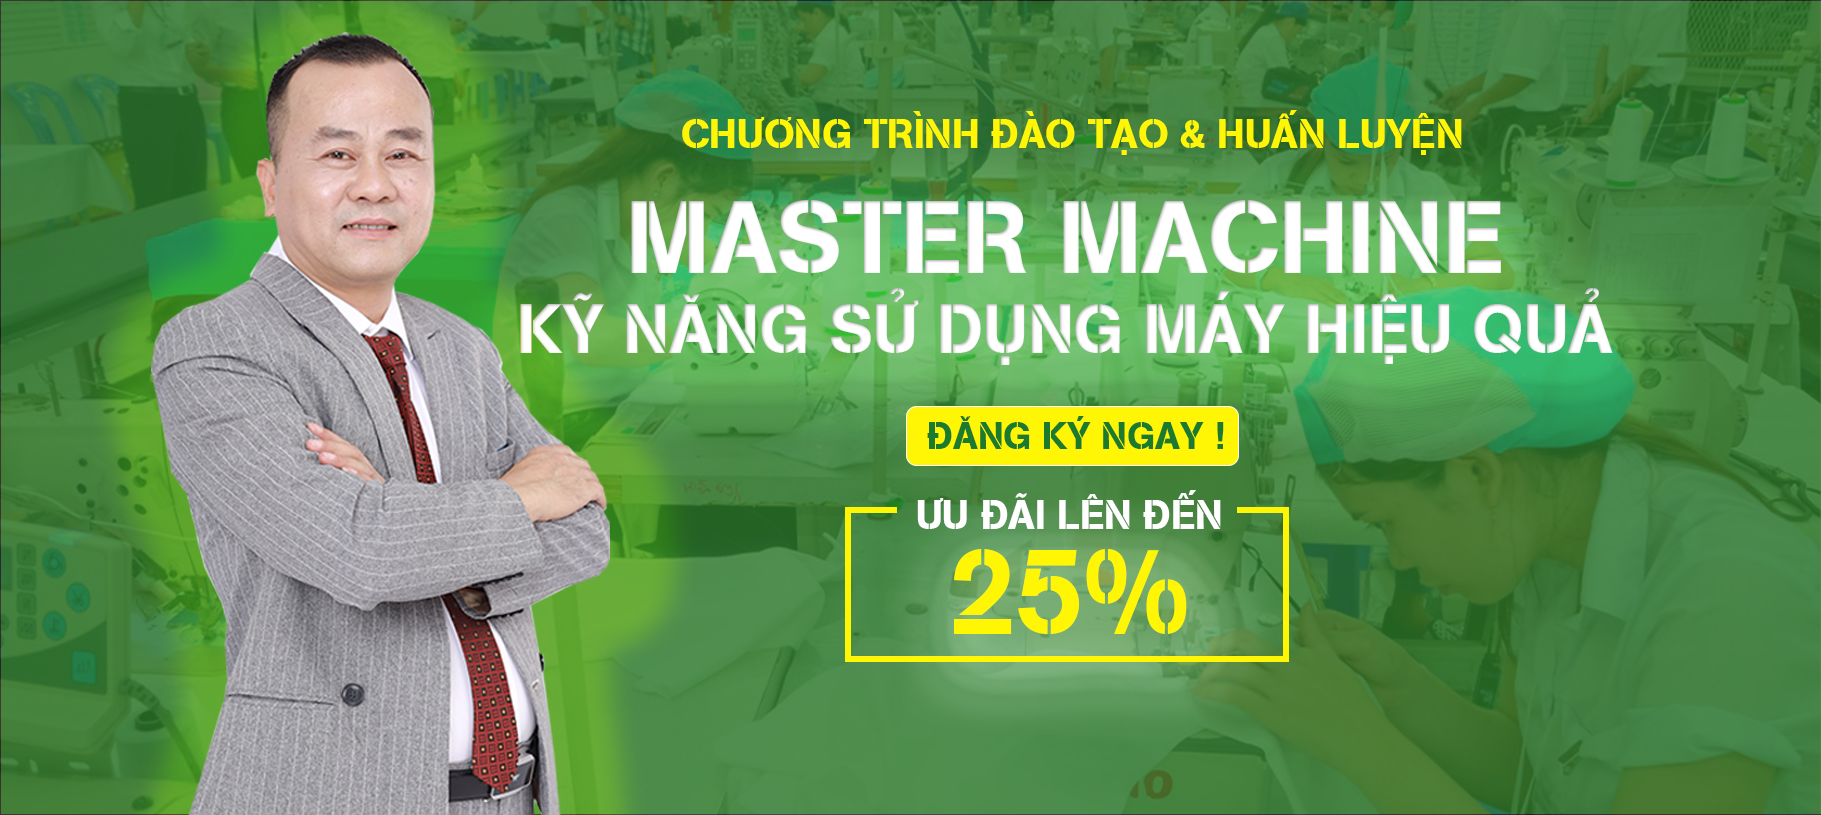 CHƯƠNG TRÌNH ĐÀO TẠO & HUẤN LUYỆN
MASTER MACHINE
KỸ NĂNG SỬ DỤNG MÁY HIỆU QUẢ
ĐĂNG KÝ NGAY !
ƯU ĐÃI LÊN ĐẾN
25%